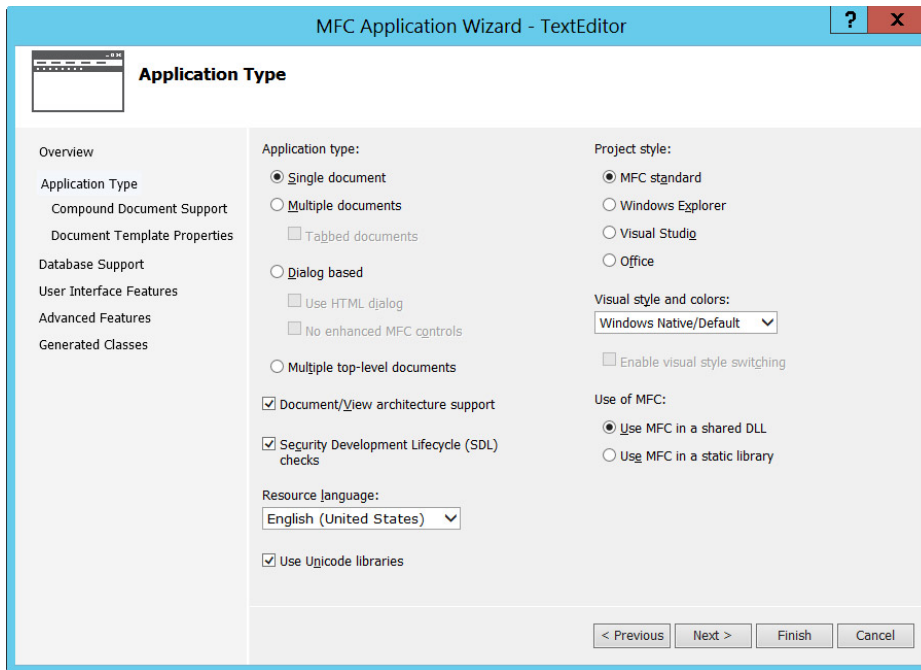 MFC Application Wizard - TextEditor
? X
Application Type
Overview
Application Type
Compound Document Support
Document Template Properties
Database Support
User Interface Features
Advanced Features
Generated Classes
Application type:
Single document
Multiple documents
Tabbed documents
Dialog based
Use HTML dialog
No enhanced MFC controls
Multiple top-level documents
Document/View architecture support
Security Development Lifecycle (SDL)
checks
Resource language:
English (United States)
Use Unicode libraries
Project style:
MFC standard
Windows Explorer
Visual Studio
Office
Visual style and colors:
Windows Native/Default
Enable visual style switching
Use of MFC:
Use MFC in a shared DLL
Use MFC in a static library
< Previous
Next >
Finish
Cancel